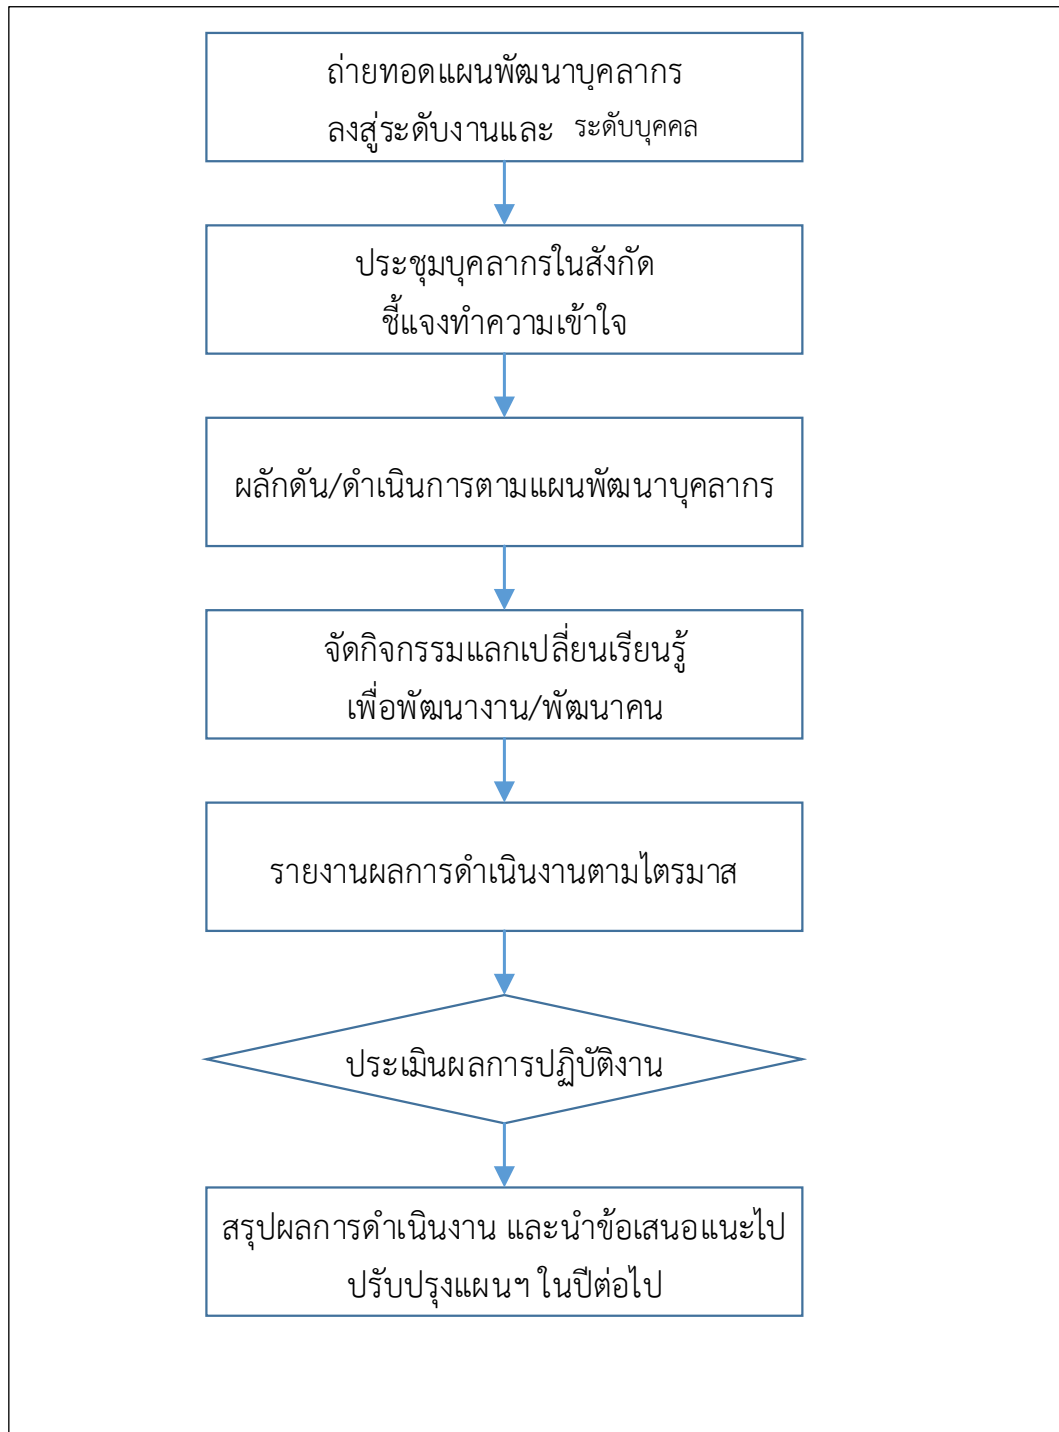 ถ่ายทอดแผนพัฒนาบุคลากร
ลงสู่ระดับงานและ ระดับบุคคล
ประชุมบุคลากรในสังกัด
ชี้แจงทำความเข้าใจ
ผลักดัน/ดำเนินการตามแผนพัฒนาบุคลากร
จัดกิจกรรมแลกเปลี่ยนเรียนรู้
เพื่อพัฒนางาน/พัฒนาคน
รายงานผลการดำเนินงานตามไตรมาส
ประเมินผลการปฏิบัติงาน
สรุปผลการดำเนินงาน และนำข้อเสนอแนะไป
ปรับปรุงแผนฯ ในปีต่อไป